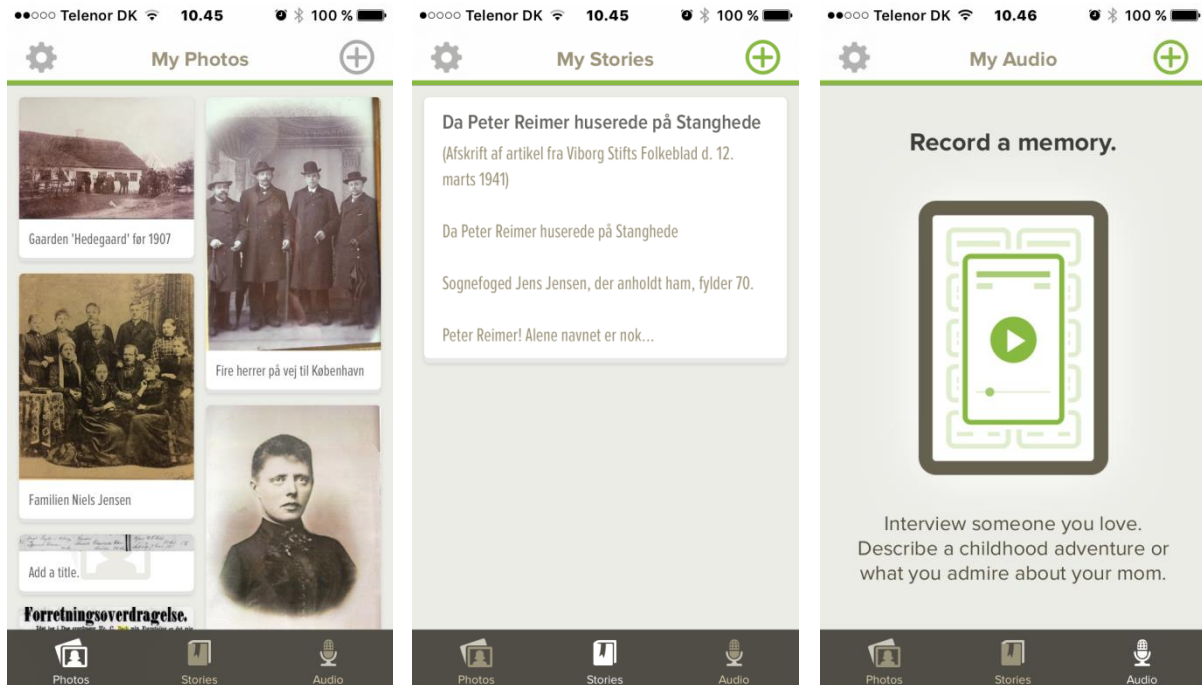 Telenor DK 10.45 100 %
My Photos
Gaarden 'Hedegaard' før 1907
Fire herrer på vej til København
Familien Niels Jensen
Add a title.
Forretningsoverdragelse.
Photos Stories Audio
Telenor DK 10.45 100 %
My Stories
Da Peter Reimer huserede på Stanghede
(Afskrift af artikel fra Viborg Stifts Folkeblad d. 12.
marts 1941)
Da Peter Reimer huserede på Stanghede
Sognefoged Jens Jensen, der anholdt ham, fylder 70.
Peter Reimer! Alene navnet er nok...
Photos Stories Audio
Telenor DK 10.46 100 %
My Audio
Record a memory.
Interview someone you love.
Describe a childhood adventure or
what you admire about your mom.
Photos Stories Audio